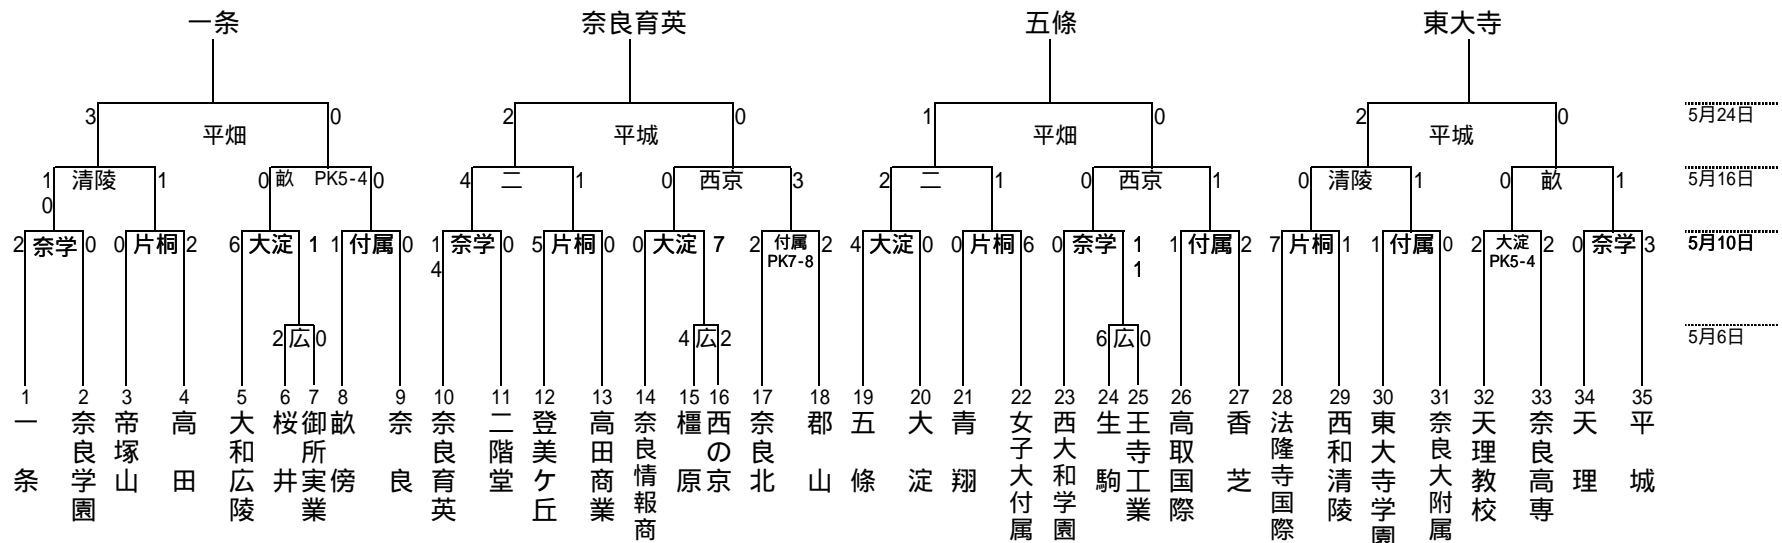 一条 奈良育英 五條 東大寺
3 0 2 0 1 0 2 0 5月24日
平畑 平城 平畑 平城
10 清陵 1 0 畝 PK5-4 0 4 二 1 0 西京 3 2 二 1 0 西京 1 0 清陵 1 0 畝 1 5月16日
2 奈学 0 0 片桐 2 6 大淀 1 1 付属 0 14 奈学 0 5 片桐 0 0 大淀 7 2 付属 2 4 大淀 0 0 片桐 6 0 奈学 11 1 付属 2 7 片桐 1 1 付属 0 2 大淀 2 0 奈学 3 5月10日
PK7-8 PK5-4
2 広 0 4 広 2 6 広 0 5月6日
1 2 3 4 5 6 7 8 9 10 11 12 13 14 15 16 17 18 19 20 21 22 23 24 25 26 27 28 29 30 31 32 33 34 35
一条
奈良学園
帝塚山
高田
大和広陵
桜井
御所実業
畝傍
奈良
奈良育英
二階堂
登美ケ丘
高田商業
奈良情報商
橿原
西の京
奈良北
郡山
五條
大淀
青翔
女子大付属
西大和学園
生駒
王寺工業
高取国際
香芝
法隆寺国際
西和清陵
東大寺学園
奈良大附属
天理教校
奈良高専
天理
平城